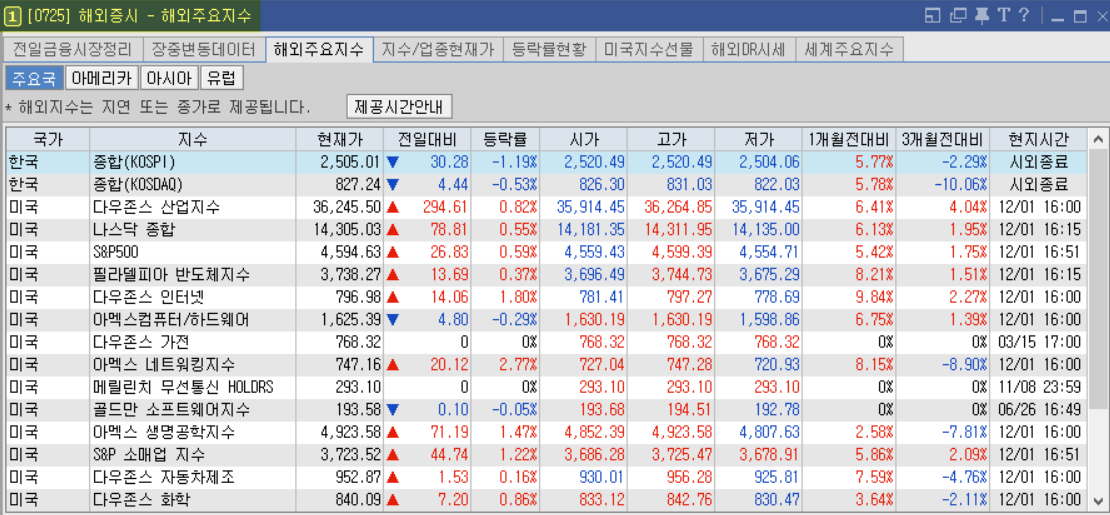 1 [0725] 해외증시 - 해외주요지수
T ?
전일금융시장정리 장중변동데이터 해외주요지수 지수/업종현재가 등락률현황 미국지수선물 해외DR시세 세계주요지수
주요국 아메리카 아시아 유럽
* 해외지수는 지연 또는 종가로 제공됩니다. 제공시간안내
국가 지수 현재가 전일대비 등락률 시가 고가 저가 1개월전대비 3개월전대비 현지시간
한국 종합(KOSPI) 2,505.01 ▼ 30.28 -1.19% 2,520.49 2,520.49 2,504.06 5.77% -2.29% 시외종료
한국 종합(KOSDAQ) 827.24 ▼ 4.44 -0.53% 826.30 831.03 822.03 5.78% -10.06% 시외종료
미국 다우존스 산업지수 36,245.50 ▲ 294.61 0.82% 35,914.45 36,264.85 35,914.45 6.41% 4.04% 12/01 16:00
미국 나스닥 종합 14,305.03 ▲ 78.81 0.55% 14,181.35 14,311.95 14,135.00 6.13% 1.95% 12/01 16:15
미국 S&P500 4,594.63 ▲ 26.83 0.59% 4,559.43 4,599.39 4,554.71 5.42% 1.75% 12/01 16:51
미국 필라델피아 반도체지수 3,738.27 ▲ 13.69 0.37% 3,696.49 3,744.73 3,675.29 8.21% 1.51% 12/01 16:15
미국 다우존스 인터넷 796.98 ▲ 14.06 1.80% 781.41 797.27 778.69 9.84% 2.27% 12/01 16:00
미국 아멕스컴퓨터/하드웨어 1,625.39 ▼ 4.80 -0.29% 1,630.19 1,630.19 1,598.86 6.75% 1.39% 12/01 16:00
미국 다우존스 가전 768.32 0 0% 768.32 768.32 768.32 0% 0% 03/15 17:00
미국 아멕스 네트워킹지수 747.16 ▲ 20.12 2.77% 727.04 747.28 720.93 8.15% -8.90% 12/01 16:00
미국 메릴린치 무선통신 HOLDRS 293.10 0 0% 293.10 293.10 293.10 0% 0% 11/08 23:59
미국 골드만 소프트웨어지수 193.58 ▼ 0.10 -0.05% 193.68 194.51 192.78 0% 0% 06/26 16:49
미국 아멕스 생명공학지수 4,923.58 ▲ 71.19 1.47% 4,852.39 4,923.58 4,807.63 2.58% -7.81% 12/01 16:00
미국 S&P 소매업 지수 3,723.52 ▲ 44.74 1.22% 3,686.28 3,725.47 3,678.91 5.86% 2.09% 12/01 16:51
미국 다우존스 자동차제조 952.87 ▲ 1.53 0.16% 930.01 956.28 925.81 7.59% -4.76% 12/01 16:00
미국 다우존스 화학 840.09 ▲ 7.20 0.86% 833.12 842.76 830.47 3.64% -2.11% 12/01 16:00